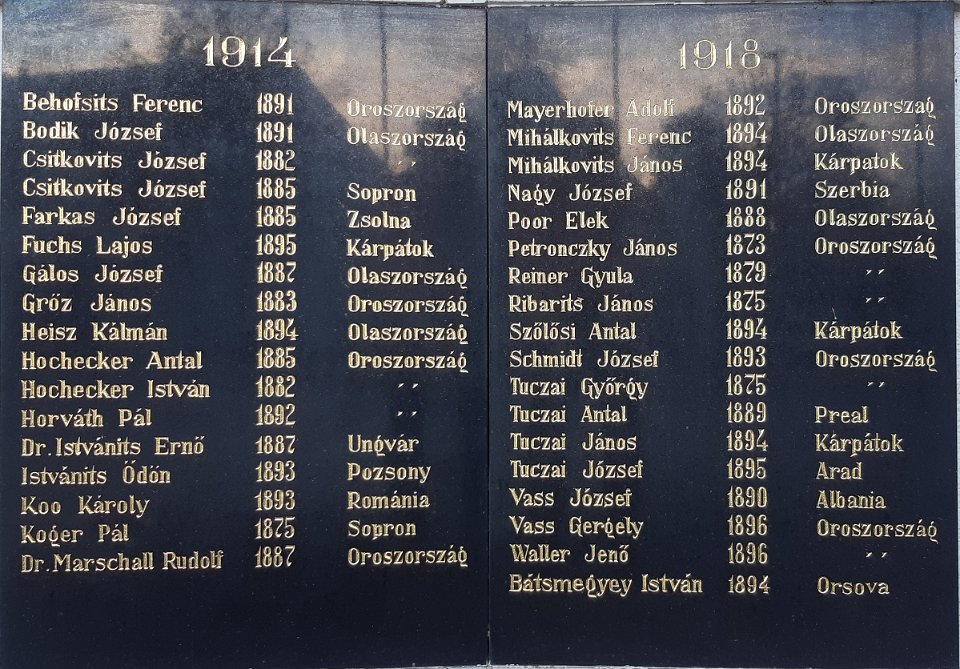 1914
Behofsits Ferenc 1891 Oroszország
Bodik József 1891 Olaszország
Csitkovits József 1882 ״
Csitkovits József 1885 Sopron
Farkas József 1885 Zsolna
Fuchs Lajos 1895 Kárpátok
Gálos József 1887 Olaszország
Grőz János 1883 Oroszország
Heisz Kálmán 1894 Olaszország
Hochecker Antal 1885 Oroszország
Hochecker István 1882 ״
Horváth Pál 1892 ״
Dr. Istvánits Ernő 1887 Ungvár
Istvánits Ődőn 1893 Pozsony
Koo Károly 1893 Románia
Koger Pál 1875 Sopron
Dr. Marschall Rudolf 1887 Oroszország
1918
Mayerhofer Adolf 1892 Oroszország
Mihálkovits Ferenc 1894 Olaszország
Mihálkovits János 1894 Kárpatok
Nagy József 1891 Szerbia
Poor Elek 1888 Olaszország
Petronczky János 1873 Oroszország
Reiner Gyula 1879 ״
Ribarits János 1875 ״
Szőlősi Antal 1894 Kárpátok
Schmidt József 1893 Oroszország
Tuczai Győrgy 1875 ״
Tuczai Antal 1889 Preal
Tuczai János 1894 Kárpátok
Tuczai József 1895 Arad
Vass József 1890 Albania
Vass Gergely 1896 Oroszország
Waller Jenő 1896 ״
Bátsmegyey István 1894 Orsova